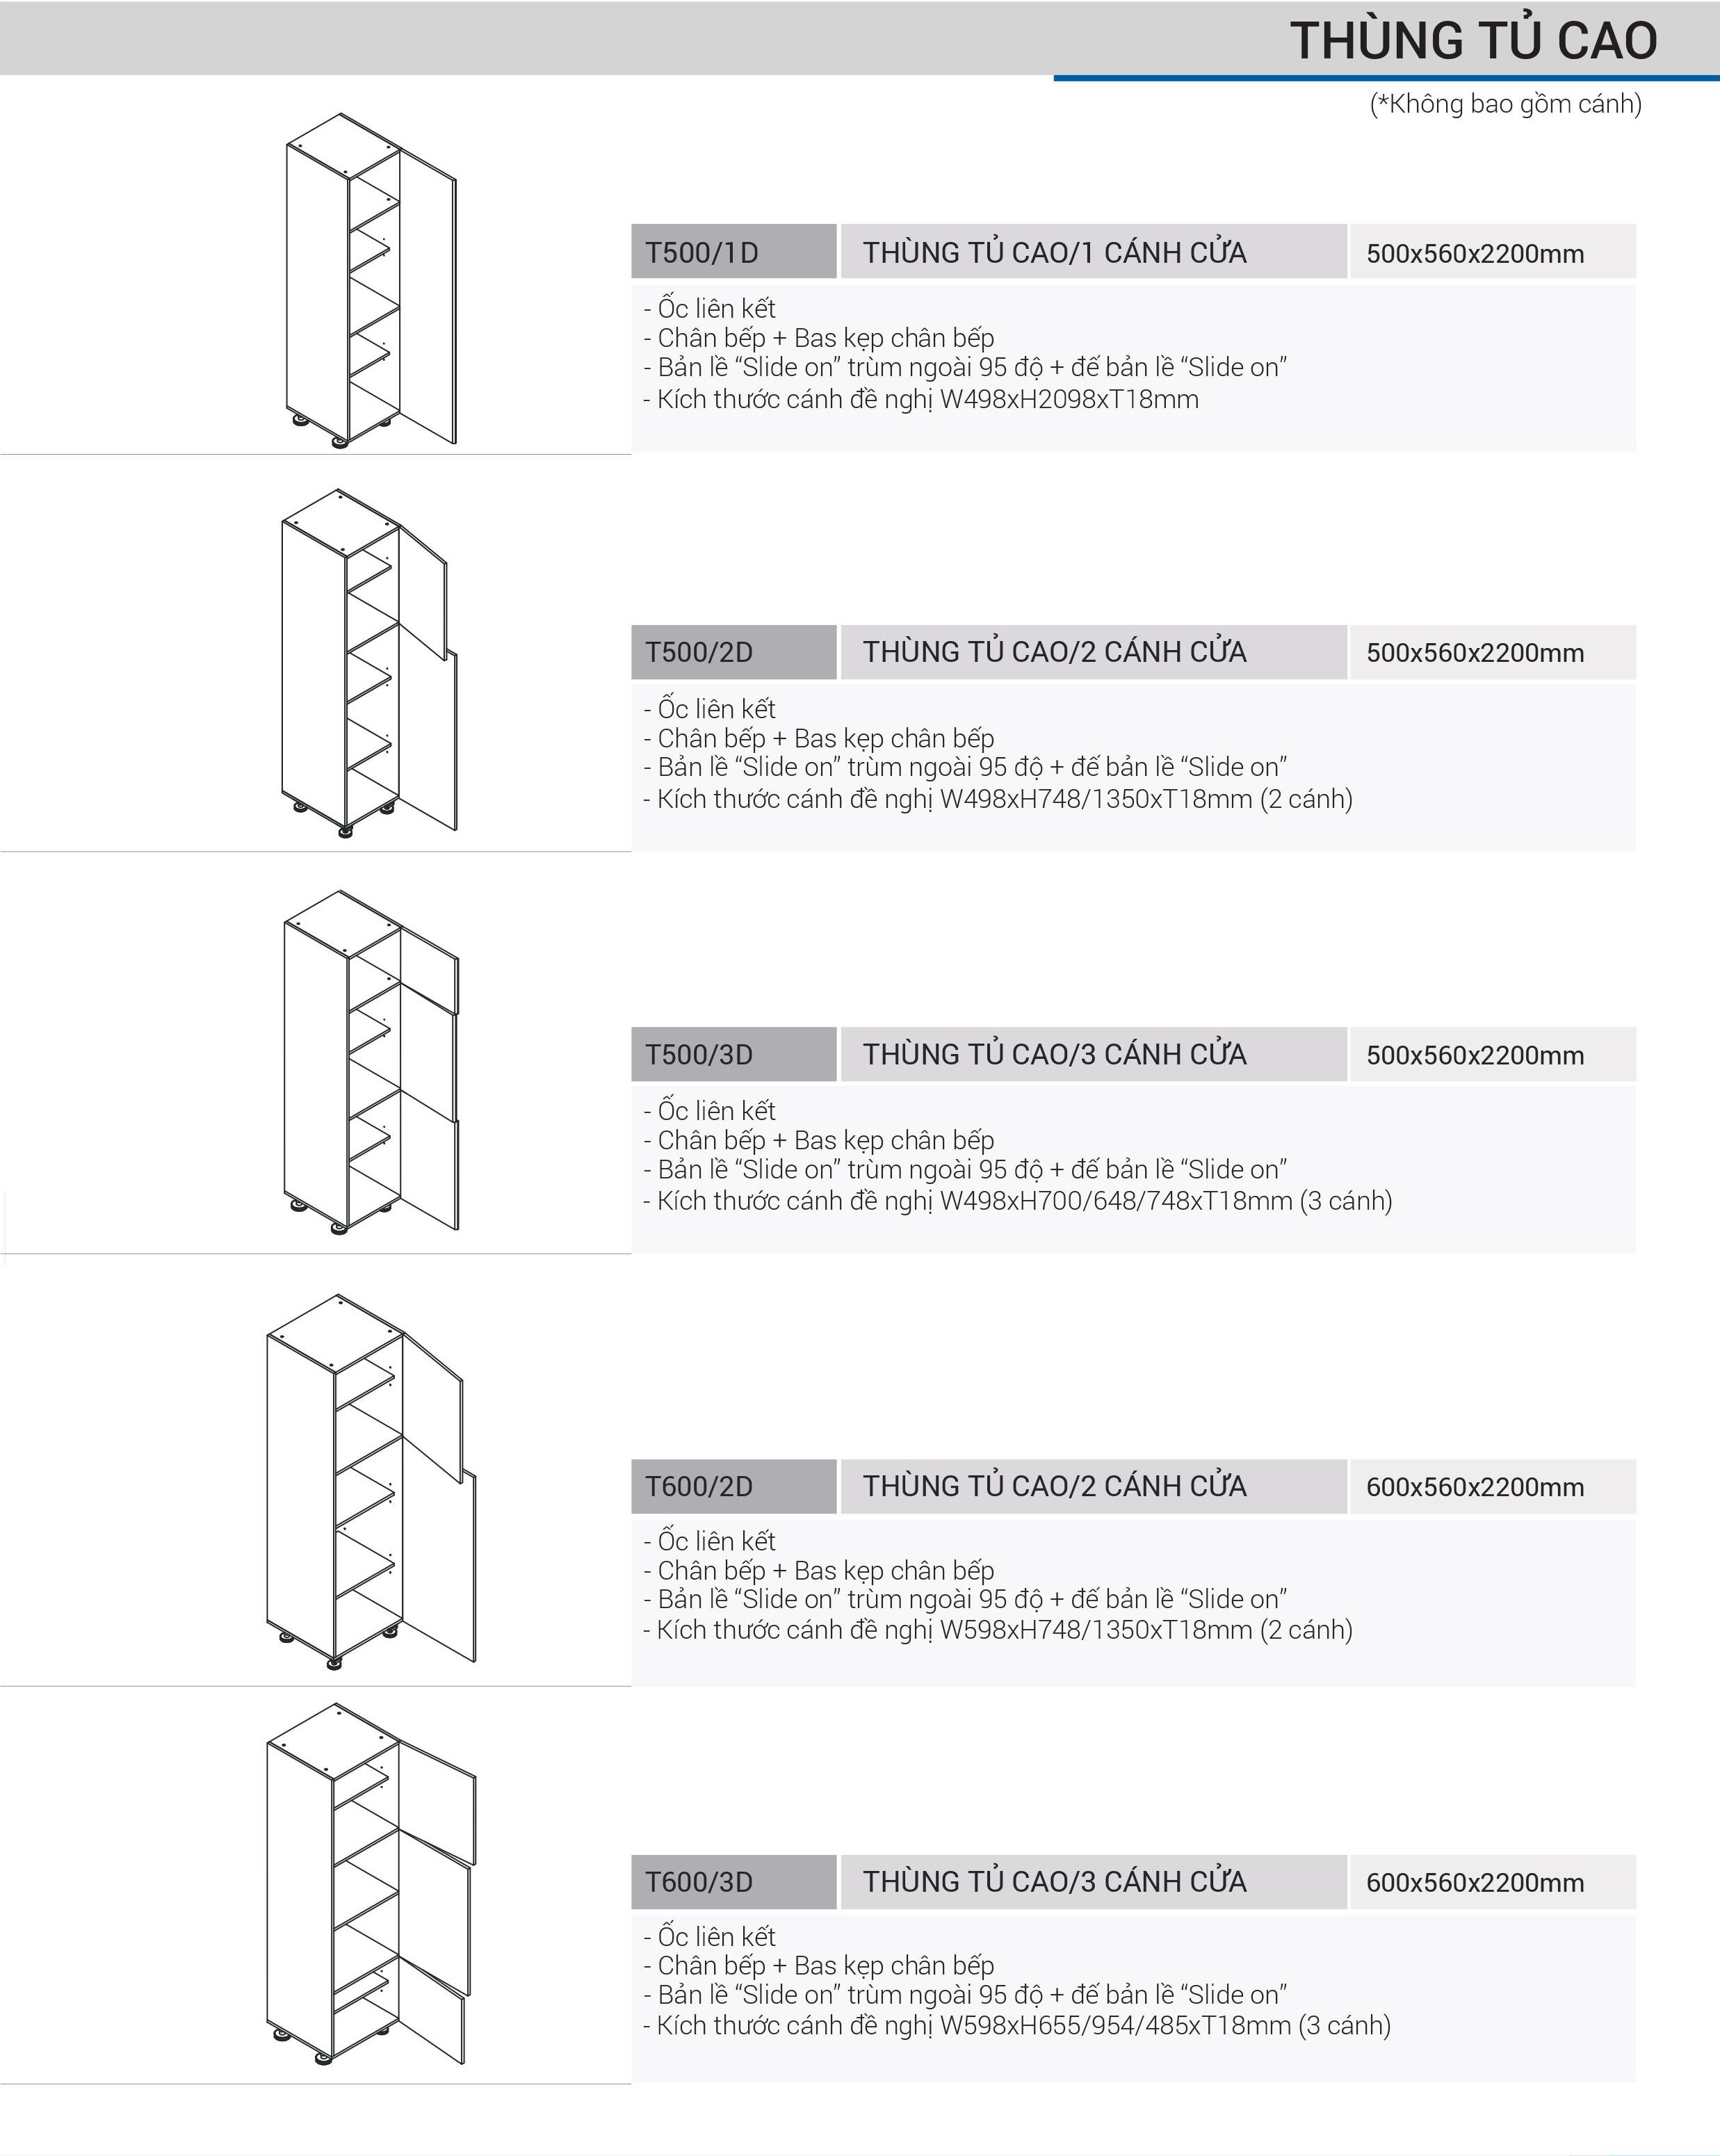 THÙNG TỦ CAO
(*Không bao gồm cánh)
T500/1D THÙNG TỦ CAO/1 CÁNH CỬA 500x560x2200mm
- Ốc liên kết
- Chân bếp + Bas kẹp chân bếp
- Bản lề “Slide on” trùm ngoài 95 độ + đế bản lề “Slide on”
- Kích thước cánh đề nghị W498xH2098xT18mm
T500/2D THÙNG TỦ CAO/2 CÁNH CỬA 500x560x2200mm
- Ốc liên kết
- Chân bếp + Bas kẹp chân bếp
- Bản lề “Slide on” trùm ngoài 95 độ + đế bản lề “Slide on”
- Kích thước cánh đề nghị W498xH748/1350xT18mm (2 cánh)
T500/3D THÙNG TỦ CAO/3 CÁNH CỬA 500x560x2200mm
- Ốc liên kết
- Chân bếp + Bas kẹp chân bếp
- Bản lề “Slide on” trùm ngoài 95 độ + đế bản lề “Slide on”
- Kích thước cánh đề nghị W498xH700/648/748xT18mm (3 cánh)
T600/2D THÙNG TỦ CAO/2 CÁNH CỬA 600x560x2200mm
- Ốc liên kết
- Chân bếp + Bas kẹp chân bếp
- Bản lề “Slide on” trùm ngoài 95 độ + đế bản lề “Slide on”
- Kích thước cánh đề nghị W598xH748/1350xT18mm (2 cánh)
T600/3D THÙNG TỦ CAO/3 CÁNH CỬA 600x560x2200mm
- Ốc liên kết
- Chân bếp + Bas kẹp chân bếp
- Bản lề “Slide on” trùm ngoài 95 độ + đế bản lề “Slide on”
- Kích thước cánh đề nghị W598xH655/954/485xT18mm (3 cánh)